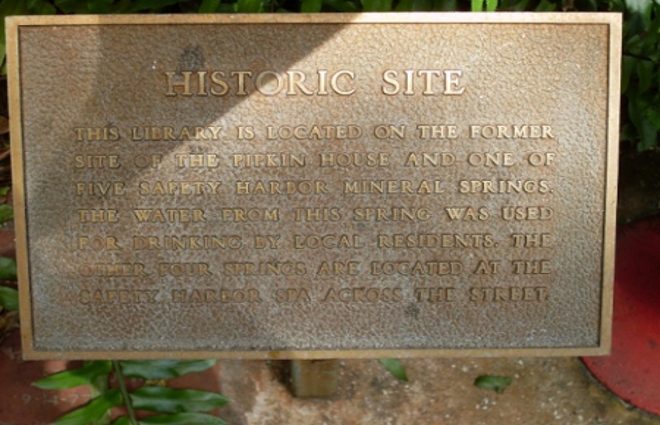 HISTORIC SITE
THIS LIBRARY IS LOCATED ON THE FORMER
SITE OF THE PIPKIN HOUSE AND ONE OF
FIVE SAFETY HARBOR MINERAL SPRINGS.
THE WATER FROM THIS SPRING WAS USED
FOR DRINKING BY LOCAL RESIDENTS. THE
OTHER FOUR SPRINGS ARE LOCATED AT THE
SAFETY HARBOR SPA ACROSS THE STREET.